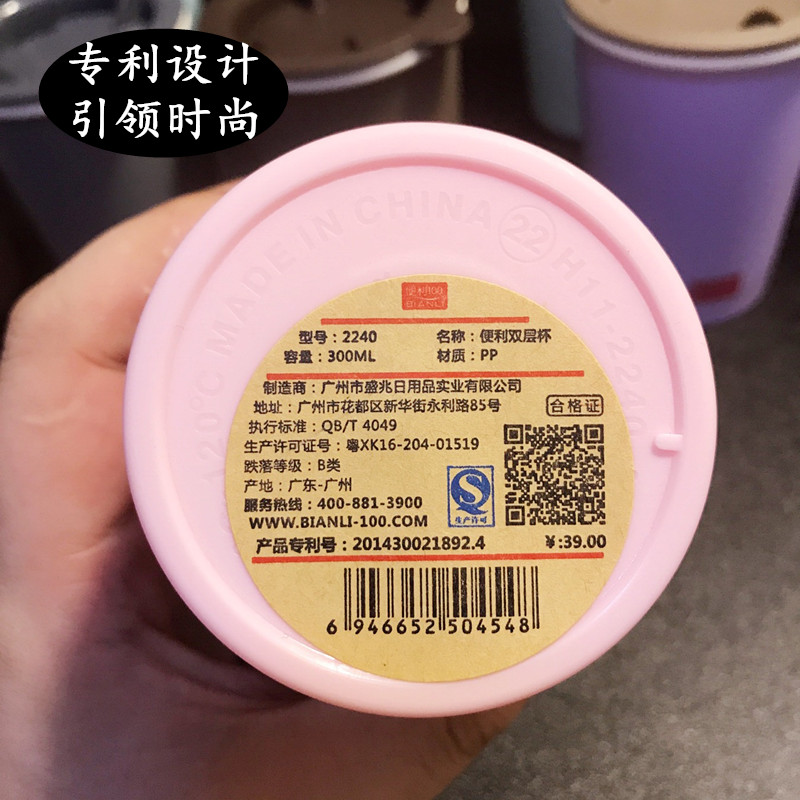 专利设计
引领时尚
MADE IN CHINA 22 H11-2240
120°C
便利100
BIANLI
型号：2240 名称：便利双层杯
容量：300ML 材质：PP
制造商：广州市盛兆日用品实业有限公司
地址：广州市花都区新华街永利路85号
合格证
执行标准：QB/T 4049
生产许可证号：粤XK16-204-01519
跌落等级：B类
产地：广东-广州
服务热线：400-881-3900
WWW.BIANLI-100.COM
生产许可
产品专利号：201430021892.4 ¥:39.00
6 946652 504548